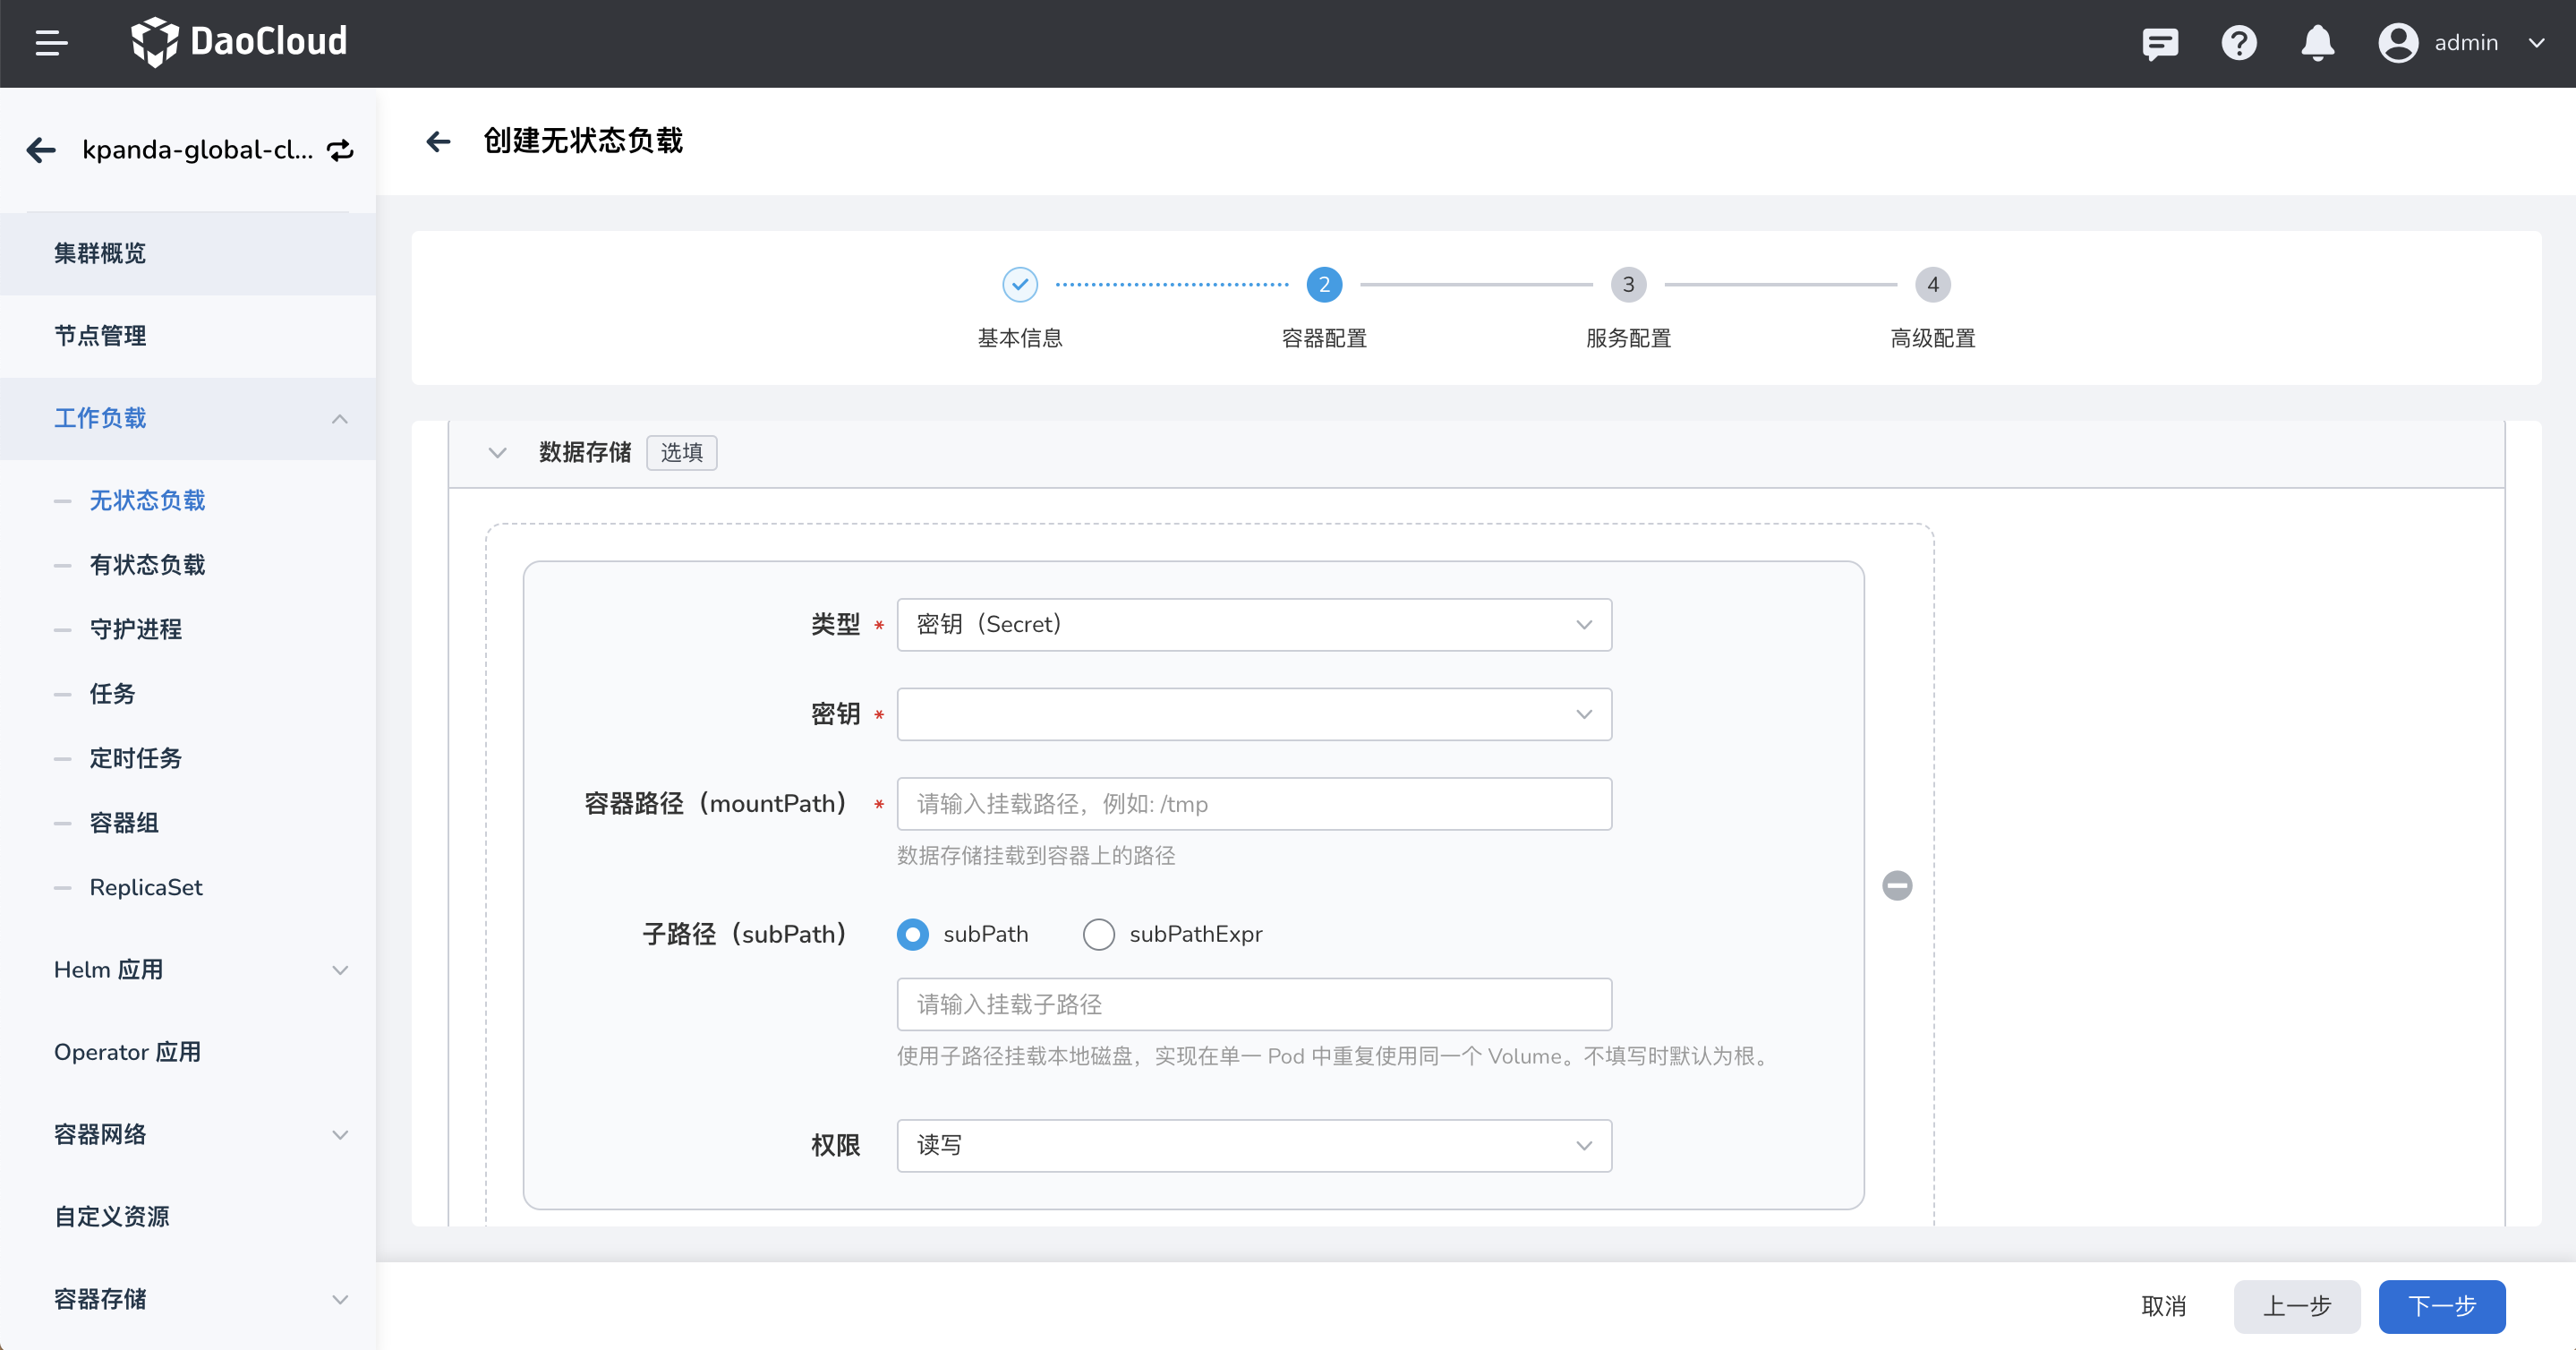 DaoCloud
admin
kpanda-global-cl...
创建无状态负载
集群概览
节点管理
工作负载
无状态负载
有状态负载
守护进程
任务
定时任务
容器组
ReplicaSet
Helm 应用
Operator 应用
容器网络
自定义资源
容器存储
2
3
4
基本信息
容器配置
服务配置
高级配置
数据存储 选填
类型 * 密钥（Secret）
密钥 *
容器路径（mountPath） * 请输入挂载路径，例如: /tmp
数据存储挂载到容器上的路径
子路径（subPath） subPath subPathExpr
请输入挂载子路径
使用子路径挂载本地磁盘，实现在单一 Pod 中重复使用同一个 Volume。不填写时默认为根。
权限 读写
取消 上一步 下一步